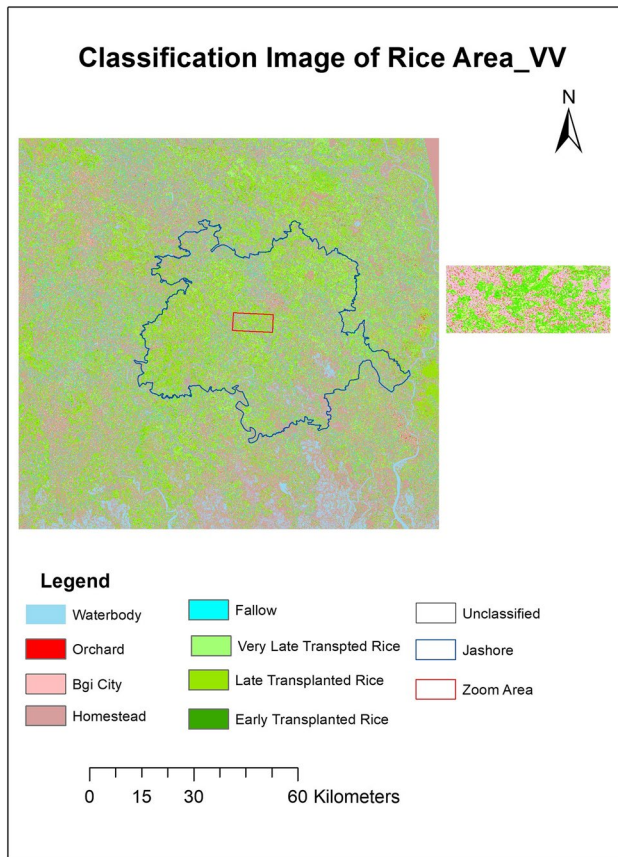 Classification Image of Rice Area_VV
N
Legend
Waterbody
Orchard
Bgi City
Homestead
Fallow
Very Late Transpted Rice
Late Transplanted Rice
Early Transplanted Rice
Unclassified
Jashore
Zoom Area
0 15 30 60 Kilometers